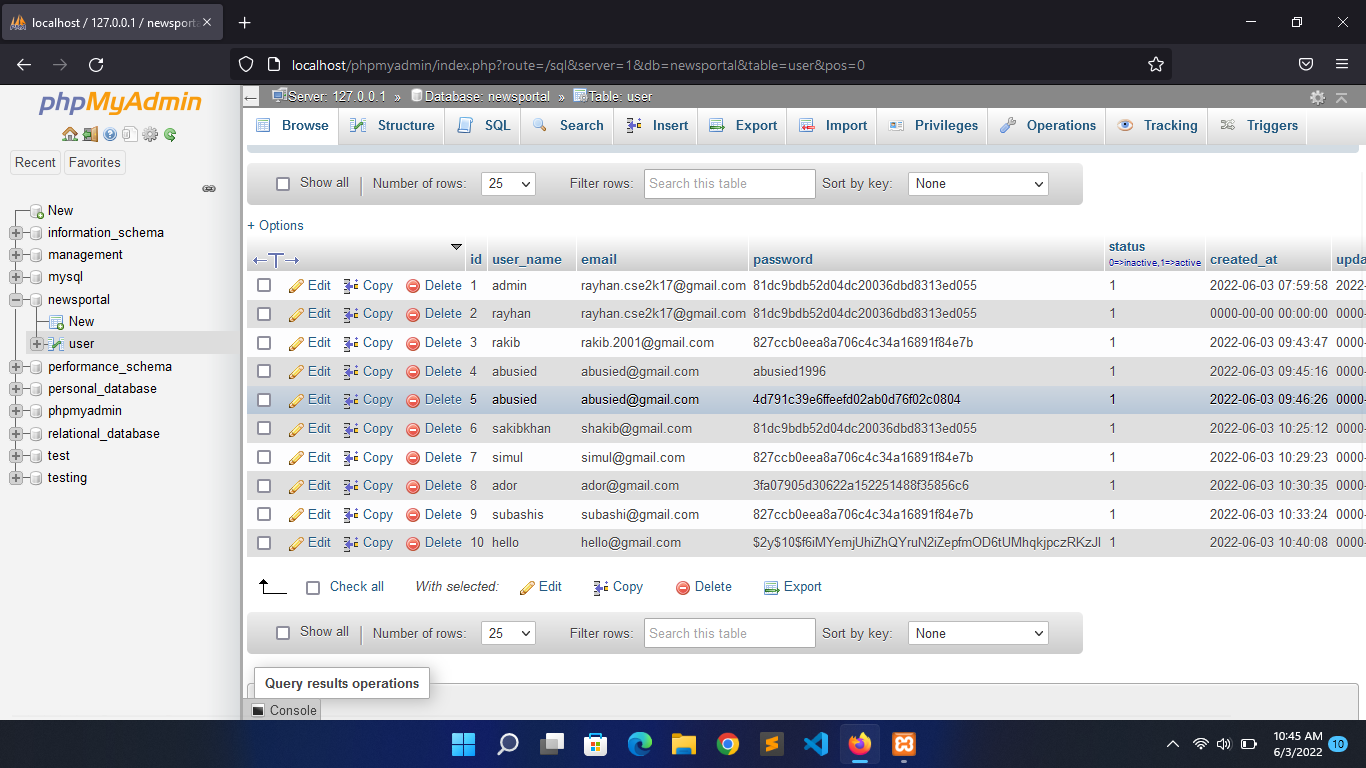 localhost / 127.0.0.1 / newsporta
localhost/phpmyadmin/index.php?route=/sql&server=1&db=newsportal&table=user&pos=0
phpMyAdmin
Recent Favorites
New
information_schema
management
mysql
newsportal
New
user
performance_schema
personal_database
phpmyadmin
relational_database
test
testing
Server: 127.0.0.1 » Database: newsportal » Table: user
Browse Structure SQL Search Insert Export Import Privileges Operations Tracking Triggers
Show all Number of rows: 25 Filter rows: Search this table Sort by key: None
+ Options
id user_name email password status 0=>inactive,1=>active created_at upda
Edit Copy Delete 1 admin rayhan.cse2k17@gmail.com 81dc9bdb52d04dc20036dbd8313ed055 1 2022-06-03 07:59:58 2022-
Edit Copy Delete 2 rayhan rayhan.cse2k17@gmail.com 81dc9bdb52d04dc20036dbd8313ed055 1 0000-00-00 00:00:00 0000-
Edit Copy Delete 3 rakib rakib.2001@gmail.com 827ccb0eea8a706c4c34a16891f84e7b 1 2022-06-03 09:43:47 0000-
Edit Copy Delete 4 abusied abusied@gmail.com abusied1996 1 2022-06-03 09:45:16 0000-
Edit Copy Delete 5 abusied abusied@gmail.com 4d791c39e6ffeefd02ab0d76f02c0804 1 2022-06-03 09:46:26 0000-
Edit Copy Delete 6 sakibkhan shakib@gmail.com 81dc9bdb52d04dc20036dbd8313ed055 1 2022-06-03 10:25:12 0000-
Edit Copy Delete 7 simul simul@gmail.com 827ccb0eea8a706c4c34a16891f84e7b 1 2022-06-03 10:29:23 0000-
Edit Copy Delete 8 ador ador@gmail.com 3fa07905d30622a152251488f35856c6 1 2022-06-03 10:30:35 0000-
Edit Copy Delete 9 subashis subashi@gmail.com 827ccb0eea8a706c4c34a16891f84e7b 1 2022-06-03 10:33:24 0000-
Edit Copy Delete 10 hello hello@gmail.com $2y$10$f6iMYemjUhiZhQYruN2iZepfmOD6tUMhqkjpczRKzJl 1 2022-06-03 10:40:08 0000-
Check all With selected: Edit Copy Delete Export
Show all Number of rows: 25 Filter rows: Search this table Sort by key: None
Query results operations
Console
10:45 AM
6/3/2022 10